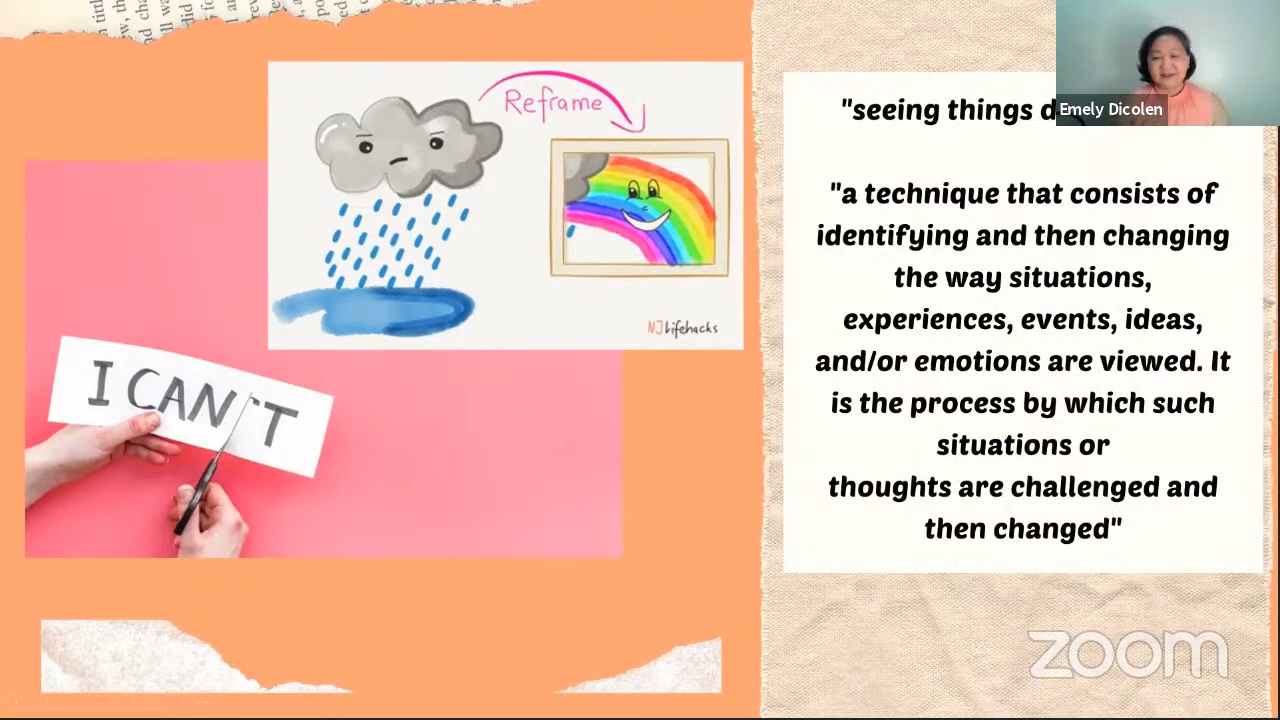 Reframe
NJ Lifehacks
I CAN'T
"seeing things
Emely Dicolen
"a technique that consists of
identifying and then changing
the way situations,
experiences, events, ideas,
and/or emotions are viewed. It
is the process by which such
situations or
thoughts are challenged and
then changed"
zoom